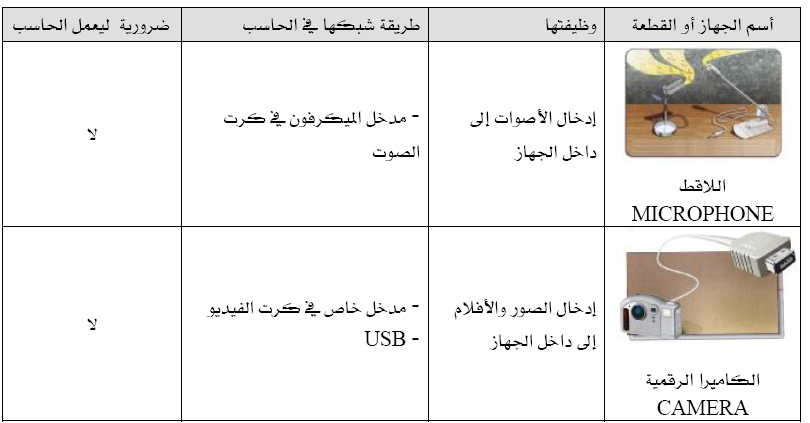 أسم الجهاز أو القطعة
وظيفتها
طريقة شبكها في الحاسب
ضرورية ليعمل الحاسب
اللاقط
MICROPHONE
إدخال الأصوات إلى
داخل الجهاز
- مدخل الميكرفون في كرت
الصوت
لا
الكاميرا الرقمية
CAMERA
إدخال الصور والأفلام
إلى داخل الجهاز
- مدخل خاص في كرت الفيديو
- USB
لا